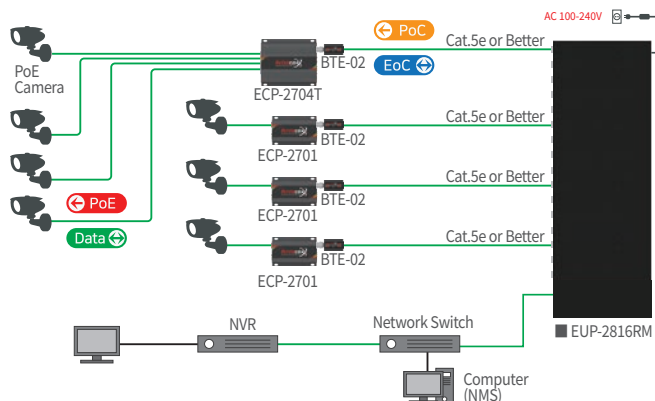 AC 100-240V
PoC
Cat.5e or Better
BTE-02
EoC
PoE
Camera
ECP-2704T
Cat.5e or Better
BTE-02
ECP-2701
Cat.5e or Better
BTE-02
ECP-2701
PoE
Data
Cat.5e or Better
BTE-02
ECP-2701
NVR
Network Switch
EUP-2816RM
Computer
(NMS)